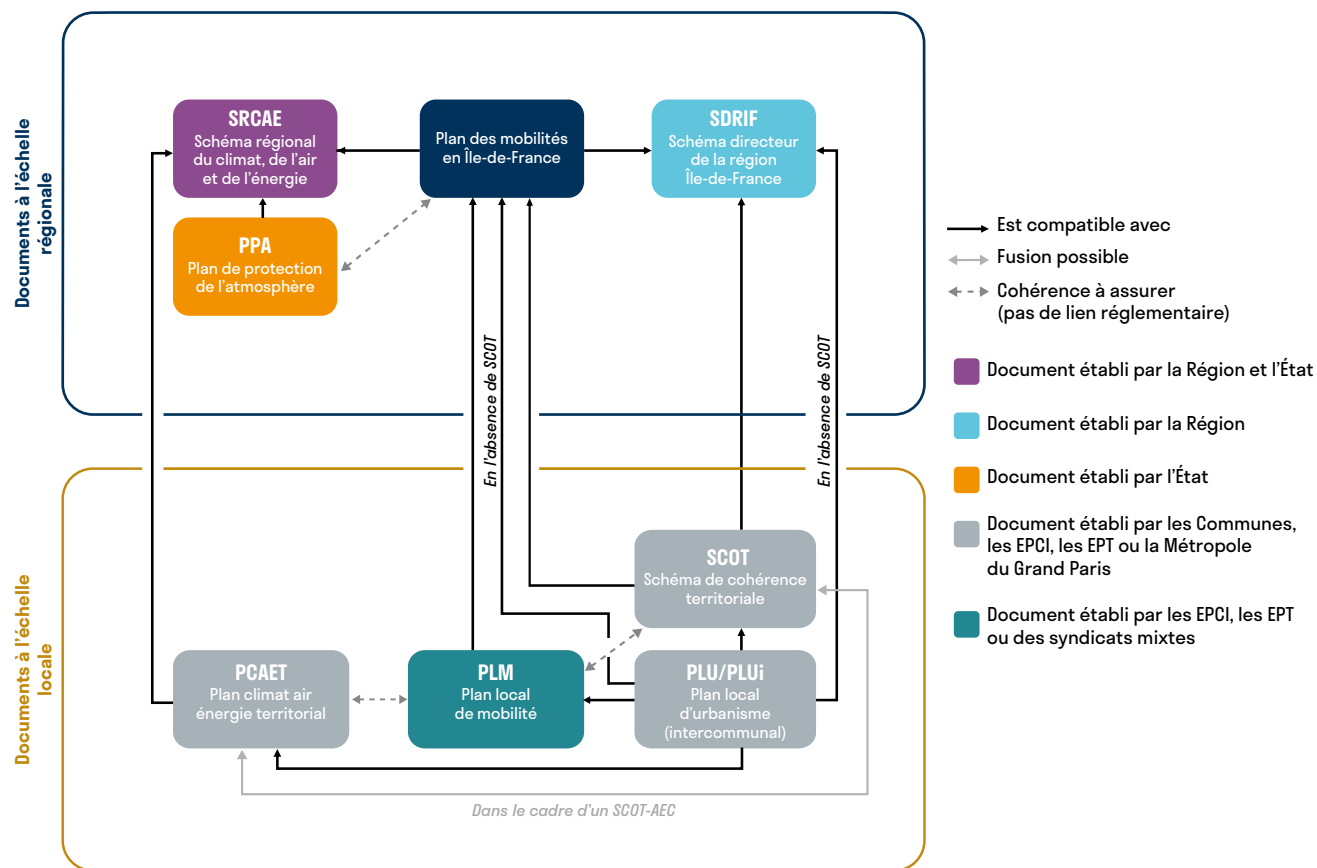 Documents à l'échelle
régionale
SRCAE
Schéma régional
du climat, de l'air
et de l'énergie
Plan des mobilités
en Île-de-France
SDRIF
Schéma directeur
de la région
Île-de-France
PPA
Plan de protection
de l'atmosphère
En l'absence de SCOT
En l'absence de SCOT
Documents à l'échelle
locale
SCOT
Schéma de cohérence
territoriale
PCAET
Plan climat air
énergie territorial
PLM
Plan local
de mobilité
PLU/PLUi
Plan local
d'urbanisme
(intercommunal)
Dans le cadre d'un SCOT-AEC
Est compatible avec
Fusion possible
Cohérence à assurer
(pas de lien réglementaire)
Document établi par la Région et l'État
Document établi par la Région
Document établi par l'État
Document établi par les Communes,
les EPCI, les EPT ou la Métropole
du Grand Paris
Document établi par les EPCI, les EPT
ou des syndicats mixtes